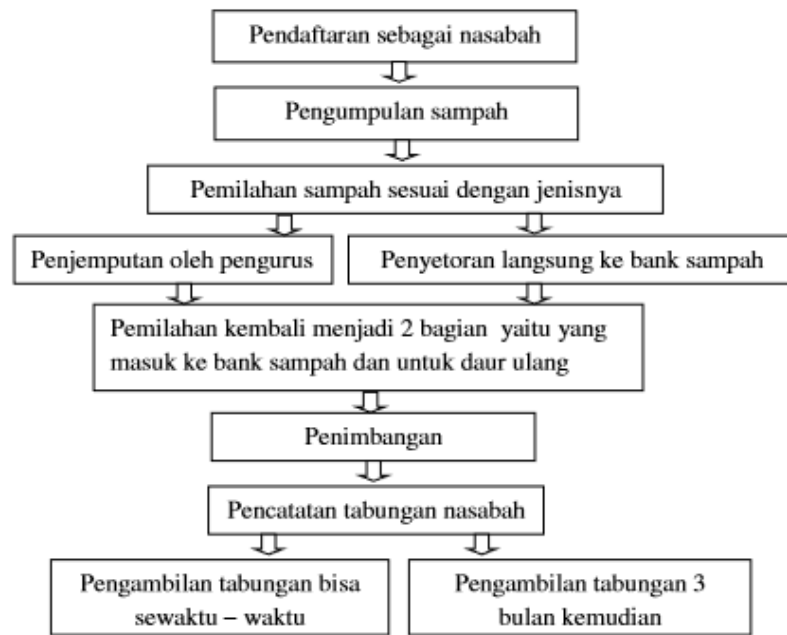 Pendaftaran sebagai nasabah
Pengumpulan sampah
Pemilahan sampah sesuai dengan jenisnya
Penjemputan oleh pengurus
Penyetoran langsung ke bank sampah
Pemilahan kembali menjadi 2 bagian yaitu yang
masuk ke bank sampah dan untuk daur ulang
Penimbangan
Pencatatan tabungan nasabah
Pengambilan tabungan bisa
sewaktu – waktu
Pengambilan tabungan 3
bulan kemudian